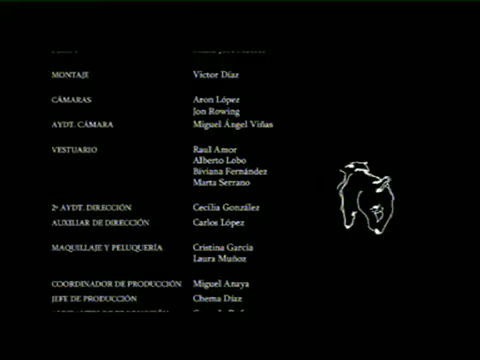 MONTAJE Víctor Díaz
CÁMARAS Aron López
Jon Rowing
AYDT. CÁMARA Miguel Ángel Viñas
VESTUARIO Raul Amor
Alberto Lobo
Biviana Fernández
Marta Serrano
2ª AYDT. DIRECCIÓN Cecilia González
AUXILIAR DE DIRECCIÓN Carlos López
MAQUILLAJE Y PELUQUERÍA Cristina García
Laura Muñoz
COORDINADOR DE PRODUCCIÓN Miguel Anaya
JEFE DE PRODUCCIÓN Chema Díaz